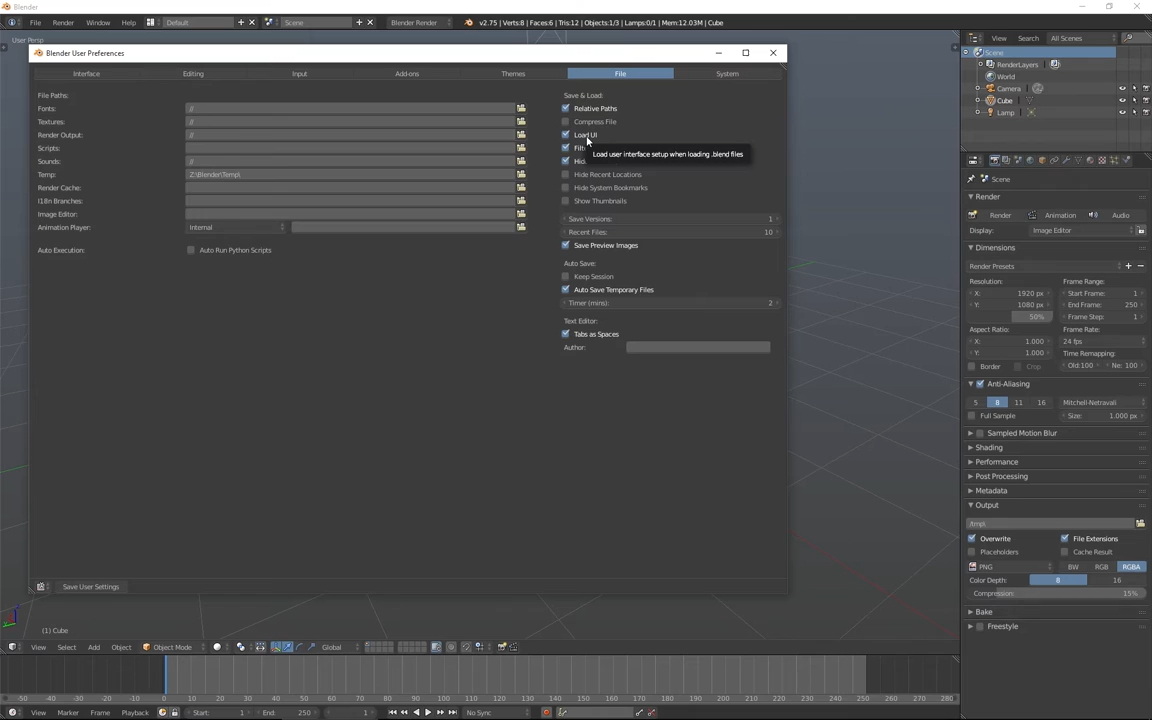 Blender
File Render Window Help Default Scene Blender Render v2.75 | Verts:8 | Faces:6 | Tris:12 | Objects:1/3 | Lamps:0/1 | Mem:12.03M | Cube
View Search All Scenes
User Persp
Blender User Preferences
Interface Editing Input Add-ons Themes File System
File Paths:
Fonts: //
Textures: //
Render Output: //
Scripts:
Sounds: //
Temp: Z:\Blender\Temp\
Render Cache:
I18n Branches:
Image Editor:
Animation Player: Internal
Auto Execution: Auto Run Python Scripts
Save & Load:
Relative Paths
Compress File
Load UI
Load user interface setup when loading .blend files
Hide Recent Locations
Hide System Bookmarks
Show Thumbnails
Save Versions: 1
Recent Files: 10
Save Preview Images
Auto Save:
Keep Session
Auto Save Temporary Files
Timer (mins): 2
Text Editor:
Tabs as Spaces
Author:
Save User Settings
(1) Cube
Scene
RenderLayers
World
Camera
Cube
Lamp
Scene
Render
Render Animation Audio
Display: Image Editor
Dimensions
Render Presets
Resolution: Frame Range:
X: 1920 px Start Frame: 1
Y: 1080 px End Frame: 250
50% Frame Step: 1
Aspect Ratio: Frame Rate:
X: 1.000 24 fps
Y: 1.000 Time Remapping:
Border Crop Old:100 Ne: 100
Anti-Aliasing
5 8 11 16 Mitchell-Netravali
Full Sample Size: 1.000 px
Sampled Motion Blur
Shading
Performance
Post Processing
Metadata
Output
/tmp\
Overwrite File Extensions
Placeholders Cache Result
PNG BW RGB RGBA
Color Depth: 8 16
Compression: 15%
Bake
Freestyle
View Select Add Object Object Mode Global
-50 -40 -30 -20 -10 0 10 20 30 40 50 60 70 80 90 100 110 120 130 140 150 160 170 180 190 200 210 220 230 240 250 260 270 280
View Marker Frame Playback Start: 1 End: 250 1 No Sync